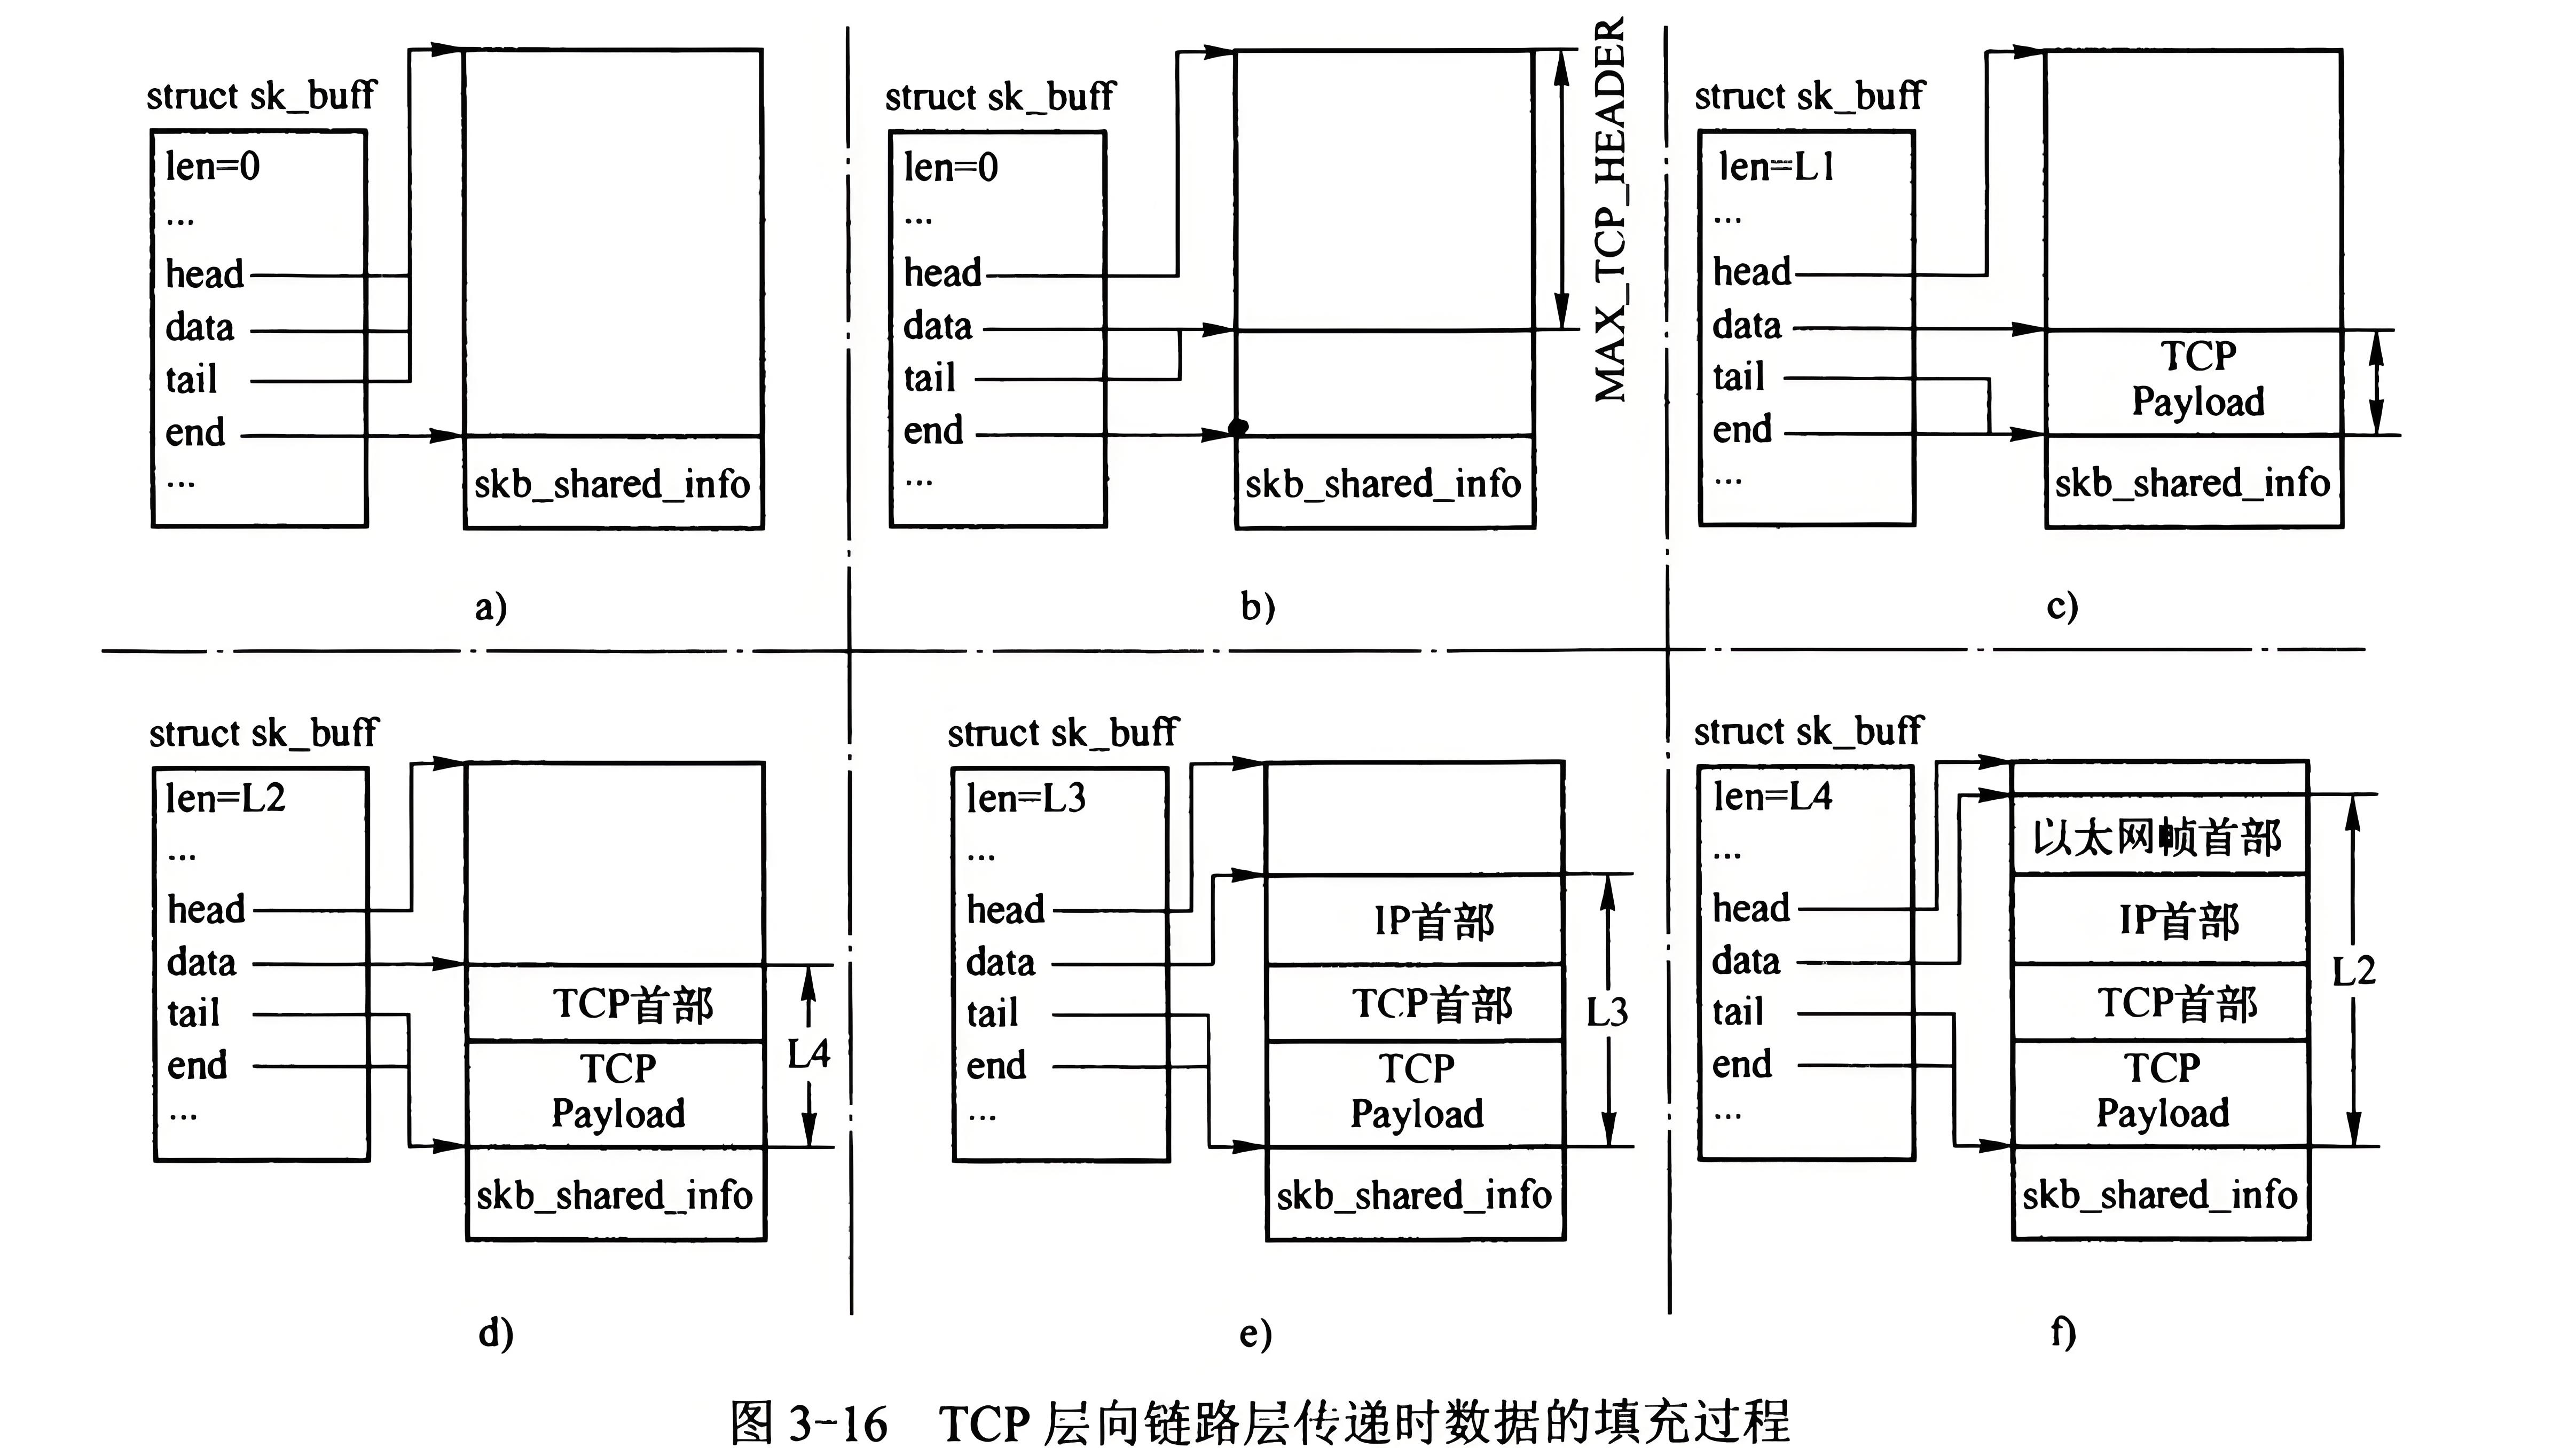 struct sk_buff
len=0
...
head
data
tail
end
...
skb_shared_info
a)
struct sk_buff
len=0
...
head
data
tail
end
...
MAX_TCP_HEADER
skb_shared_info
b)
struct sk_buff
len=L1
...
head
data
tail
end
...
TCP
Payload
skb_shared_info
c)
struct sk_buff
len=L2
...
head
data
tail
end
...
TCP首部
TCP
Payload
L4
skb_shared_info
d)
struct sk_buff
len=L3
...
head
data
tail
end
...
IP首部
TCP首部
TCP
Payload
L3
skb_shared_info
e)
struct sk_buff
len=L4
...
head
data
tail
end
...
以太网帧首部
IP首部
TCP首部
TCP
Payload
L2
skb_shared_info
f)
图 3-16 TCP 层向链路层传递时数据的填充过程